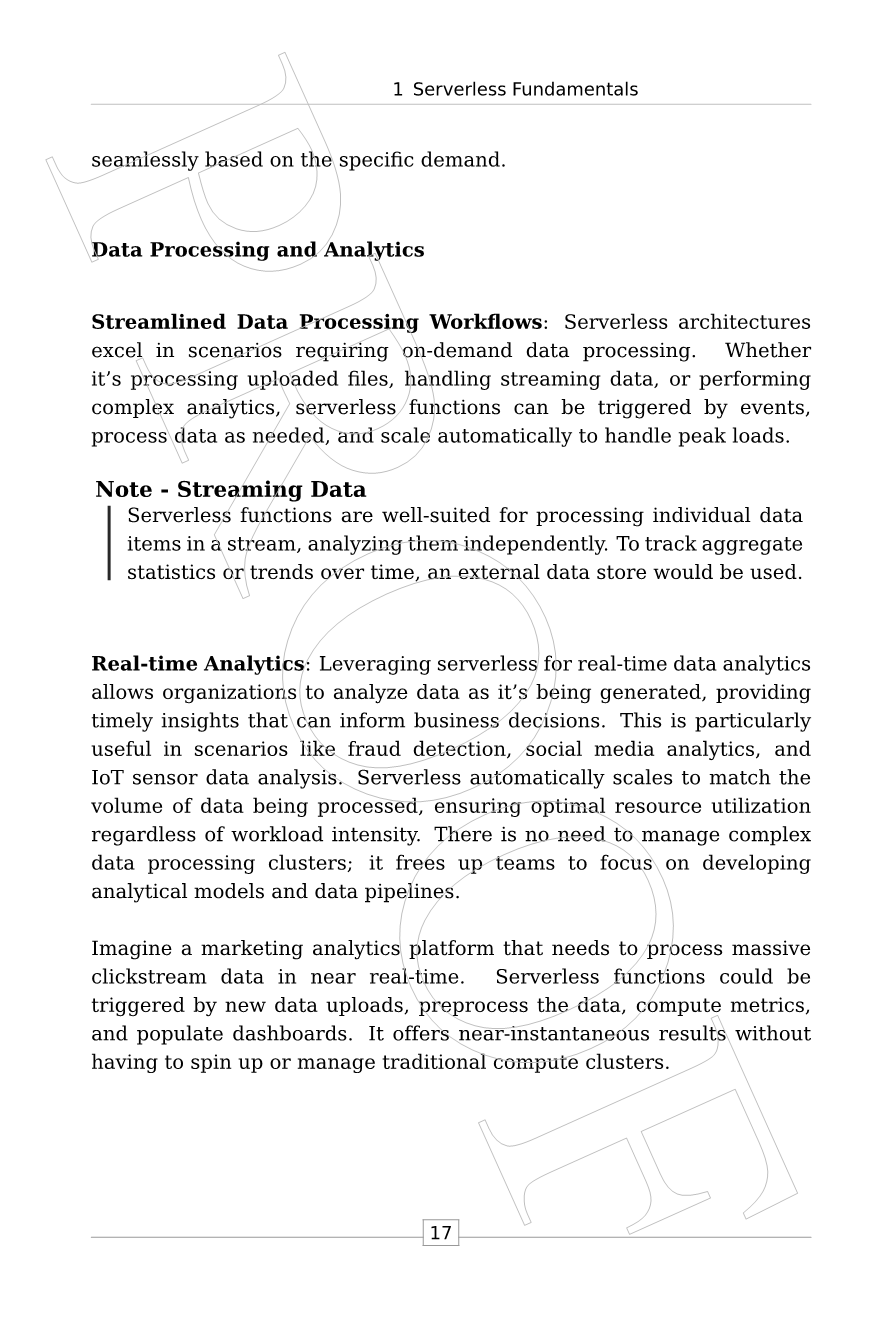 1 Serverless Fundamentals
seamlessly based on the specific demand.
Data Processing and Analytics
Streamlined Data Processing Workflows: Serverless architectures
excel in scenarios requiring on-demand data processing. Whether
it’s processing uploaded files, handling streaming data, or performing
complex analytics, serverless functions can be triggered by events,
process data as needed, and scale automatically to handle peak loads.
Note - Streaming Data
Serverless functions are well-suited for processing individual data
items in a stream, analyzing them independently. To track aggregate
statistics or trends over time, an external data store would be used.
Real-time Analytics: Leveraging serverless for real-time data analytics
allows organizations to analyze data as it’s being generated, providing
timely insights that can inform business decisions. This is particularly
useful in scenarios like fraud detection, social media analytics, and
IoT sensor data analysis. Serverless automatically scales to match the
volume of data being processed, ensuring optimal resource utilization
regardless of workload intensity. There is no need to manage complex
data processing clusters; it frees up teams to focus on developing
analytical models and data pipelines.
Imagine a marketing analytics platform that needs to process massive
clickstream data in near real-time. Serverless functions could be
triggered by new data uploads, preprocess the data, compute metrics,
and populate dashboards. It offers near-instantaneous results without
having to spin up or manage traditional compute clusters.
17
PROOF